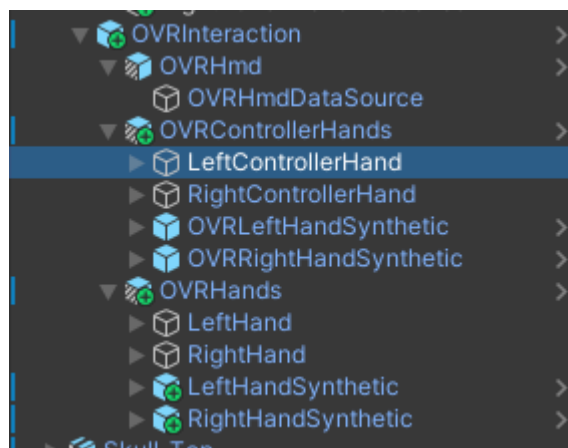 OVRInteraction
OVRHmd
OVRHmdDataSource
OVRControllerHands
LeftControllerHand
RightControllerHand
OVRLeftHandSynthetic
OVRRightHandSynthetic
OVRHands
LeftHand
RightHand
LeftHandSynthetic
RightHandSynthetic